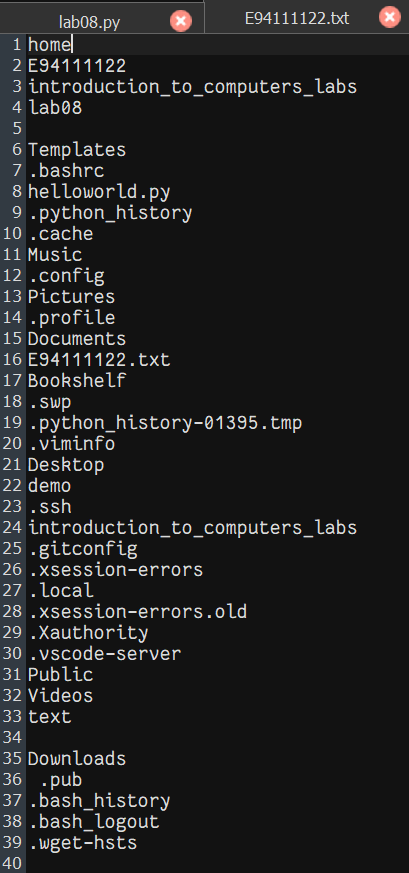 lab08.py
E94111122.txt
1 home
2 E94111122
3 introduction_to_computers_labs
4 lab08
5
6 Templates
7 .bashrc
8 helloworld.py
9 .python_history
10 .cache
11 Music
12 .config
13 Pictures
14 .profile
15 Documents
16 E94111122.txt
17 Bookshelf
18 .swp
19 .python_history-01395.tmp
20 .viminfo
21 Desktop
22 demo
23 .ssh
24 introduction_to_computers_labs
25 .gitconfig
26 .xsession-errors
27 .local
28 .xsession-errors.old
29 .Xauthority
30 .vscode-server
31 Public
32 Videos
33 text
34
35 Downloads
36  .pub
37 .bash_history
38 .bash_logout
39 .wget-hsts
40